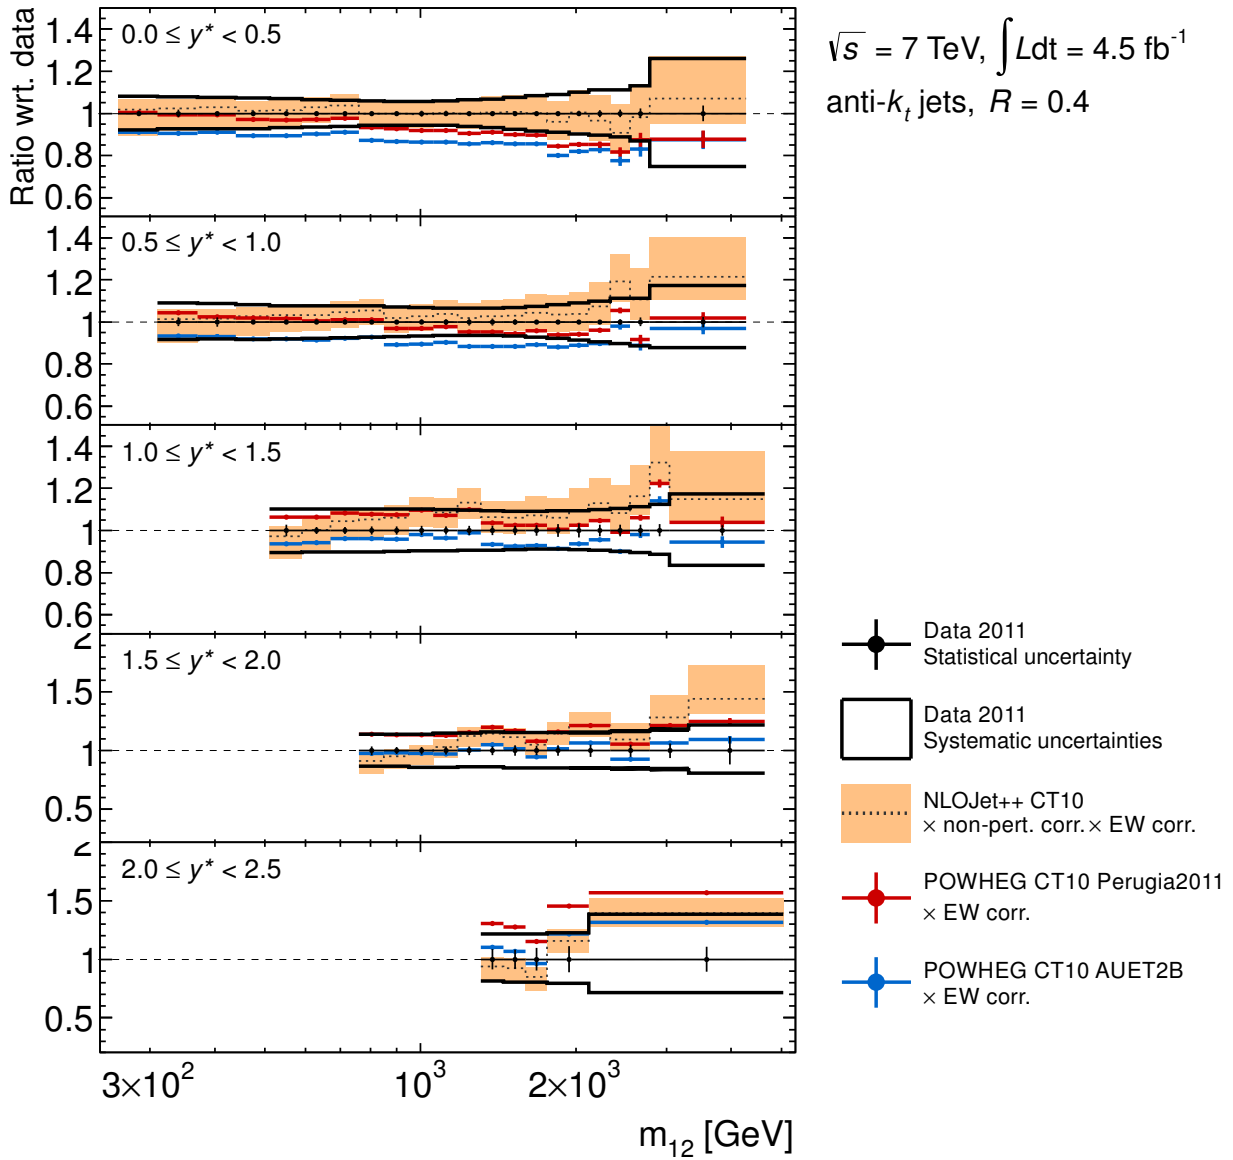 Ratio wrt. data
0.0 ≤ y* < 0.5
1.4
1.2
1
0.8
0.6
√s = 7 TeV, ∫Ldt = 4.5 fb⁻¹
anti-kₜ jets, R = 0.4
0.5 ≤ y* < 1.0
1.4
1.2
1
0.8
0.6
1.0 ≤ y* < 1.5
1.4
1.2
1
0.8
0.6
1.5 ≤ y* < 2.0
2
1.5
1
0.5
2.0 ≤ y* < 2.5
2
1.5
1
0.5
3×10²
10³
2×10³
m₁₂ [GeV]
Data 2011
Statistical uncertainty
Data 2011
Systematic uncertainties
NLOJet++ CT10
× non-pert. corr. × EW corr.
POWHEG CT10 Perugia2011
× EW corr.
POWHEG CT10 AUET2B
× EW corr.